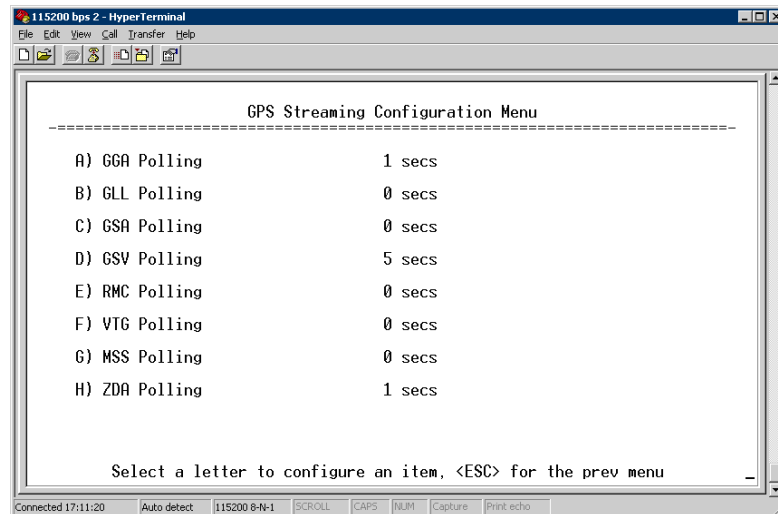 115200 bps 2 - HyperTerminal
File Edit View Call Transfer Help
GPS Streaming Configuration Menu
-==========================================================================-
A) GGA Polling 1 secs
B) GLL Polling 0 secs
C) GSA Polling 0 secs
D) GSV Polling 5 secs
E) RMC Polling 0 secs
F) VTG Polling 0 secs
G) MSS Polling 0 secs
H) ZDA Polling 1 secs
Select a letter to configure an item, <ESC> for the prev menu _
Connected 17:11:20 Auto detect 115200 8-N-1 SCROLL CAPS NUM Capture Print echo